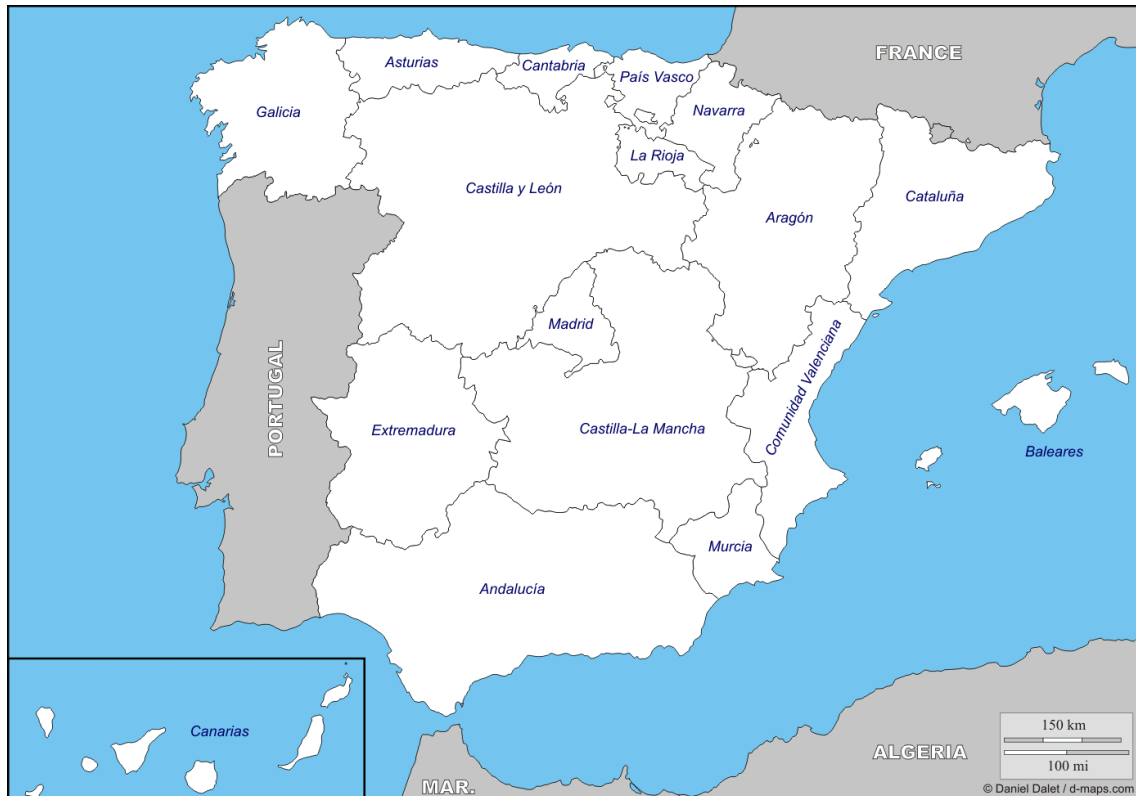 FRANCE
Asturias
Cantabria
País Vasco
Galicia
Navarra
La Rioja
Castilla y León
Cataluña
Aragón
Madrid
Comunidad Valenciana
PORTUGAL
Extremadura
Castilla-La Mancha
Baleares
Murcia
Andalucía
Canarias
150 km
ALGERIA
100 mi
MAR.
© Daniel Dalet / d-maps.com